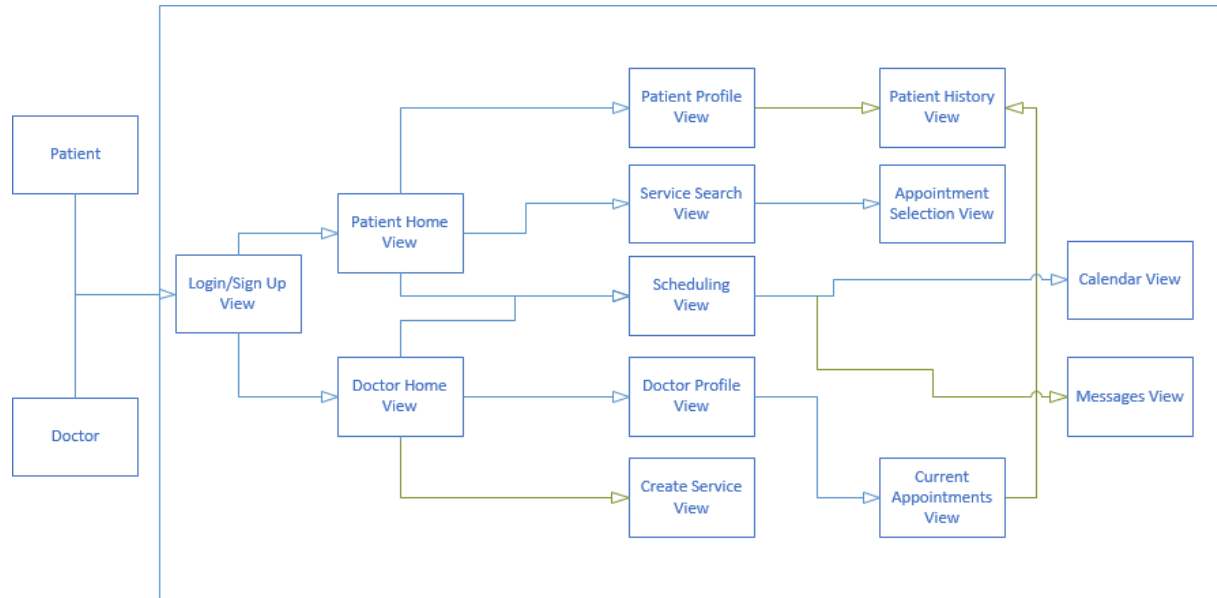 Patient
Doctor
Login/Sign Up
View
Patient Home
View
Doctor Home
View
Patient Profile
View
Service Search
View
Scheduling
View
Doctor Profile
View
Create Service
View
Patient History
View
Appointment
Selection View
Current
Appointments
View
Calendar View
Messages View